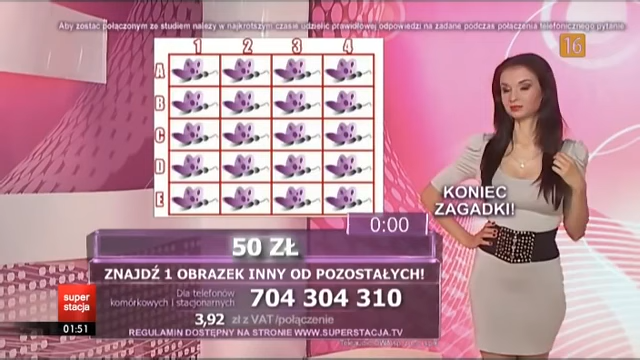 Aby zostać połączonym ze studiem należy w najkrótszym czasie udzielić prawidłowej odpowiedzi na zadane podczas połączenia telefonicznego pytanie
16
1 2 3 4
A
B
C
D
E
KONIEC
ZAGADKI!
0:00
50 ZŁ
ZNAJDŹ 1 OBRAZEK INNY OD POZOSTAŁYCH!
Dla telefonów
komórkowych i stacjonarnych
704 304 310
3,92 zł z VAT/połączenie
REGULAMIN DOSTĘPNY NA STRONIE WWW.SUPERSTACJA.TV
super
stacja
01:51